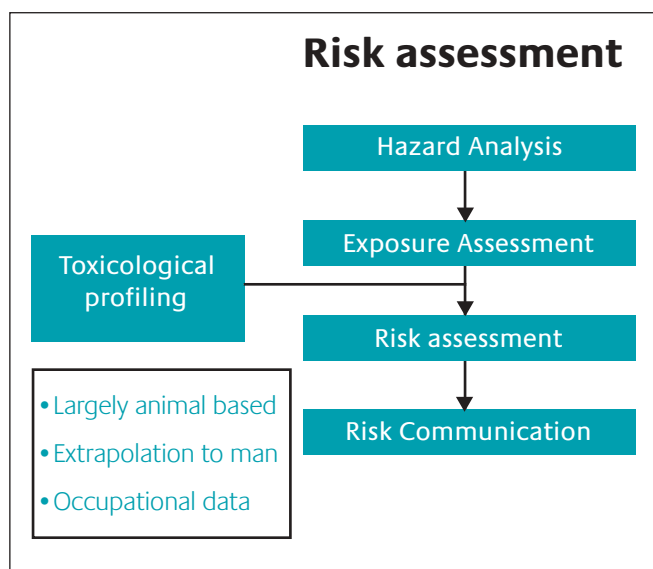 Risk assessment
Hazard Analysis
Exposure Assessment
Toxicological
profiling
Risk assessment
Risk Communication
• Largely animal based
• Extrapolation to man
• Occupational data